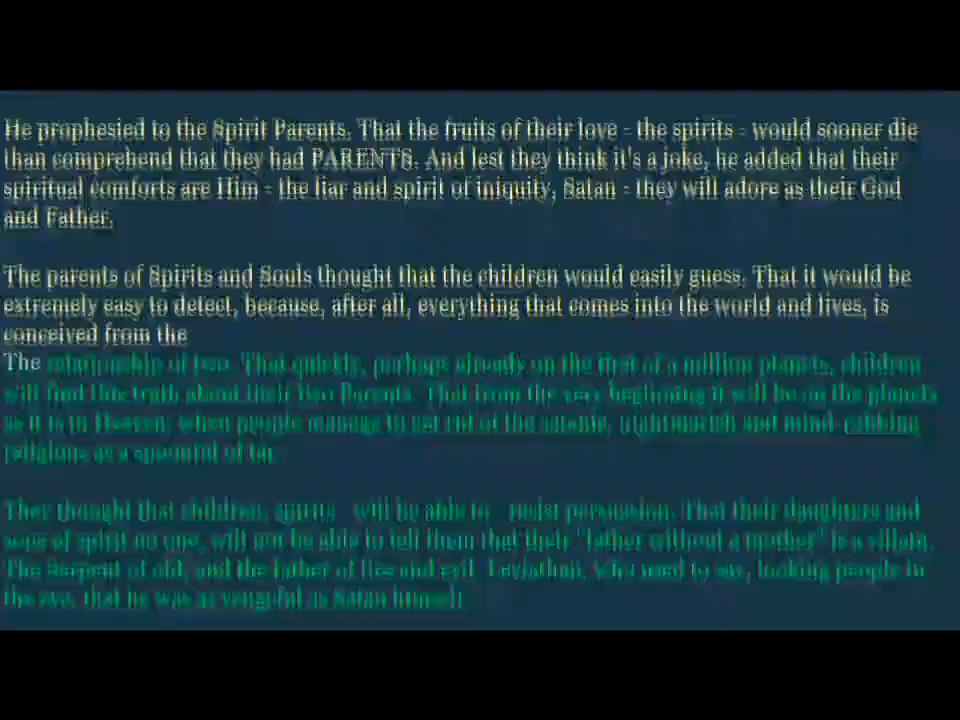 He prophesied to the Spirit Parents. That the fruits of their love - the spirits - would sooner die
than comprehend that they had PARENTS. And lest they think it's a joke, he added that their
spiritual comforts are Him - the liar and spirit of iniquity, Satan - they will adore as their God
and Father.
The parents of Spirits and Souls thought that the children would easily guess. That it would be
extremely easy to detect, because, after all, everything that comes into the world and lives, is
conceived from the
The relationship of two. That quickly, perhaps already on the first of a million planets, children
will find this truth about their two Parents. That from the very beginning it will be on the planets
as it is in Heaven, when people manage to get rid of the satanic, nightmarish and mind-numbing
religions as a spoonful of tar.
They thought that children, spirits will be able to resist persuasion. That their daughters and
sons of spirit no one, will not be able to tell them that their "father without a mother" is a villain.
The Serpent of old, and the father of lies and evil Leviathan, who used to say, looking people in
the eye, that he was as vengeful as Satan himself